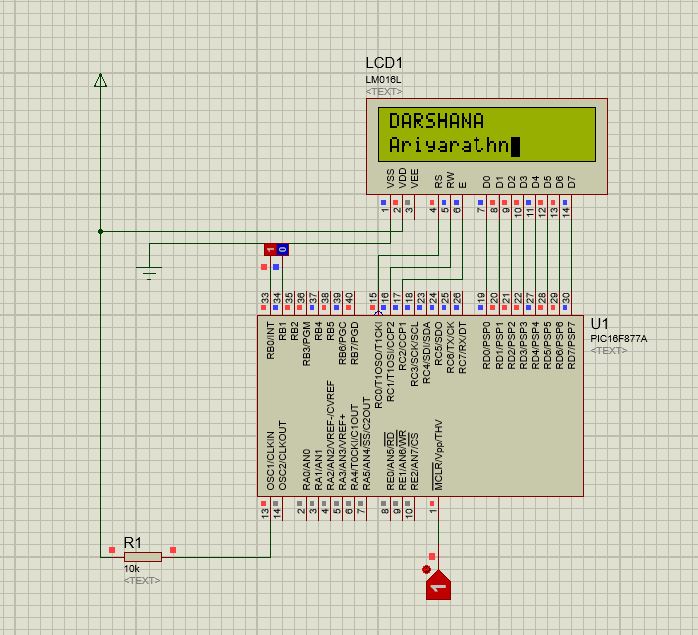 LCD1
LM016L
<TEXT>
DARSHANA
Ariyarathn
VSS VDD VEE RS RW E D0 D1 D2 D3 D4 D5 D6 D7
1 2 3 4 5 6 7 8 9 10 11 12 13 14
1 0
33 34 35 36 37 38 39 40 15 16 17 18 23 24 25 26 19 20 21 22 27 28 29 30
U1
PIC16F877A
<TEXT>
RB0/INT RB1 RB2 RB3/PGM RB4 RB5 RB6/PGC RB7/PGD RC0/T1OSO/T1CKI RC1/T1OSI/CCP2 RC2/CCP1 RC3/SCK/SCL RC4/SDI/SDA RC5/SDO RC6/TX/CK RC7/RX/DT RD0/PSP0 RD1/PSP1 RD2/PSP2 RD3/PSP3 RD4/PSP4 RD5/PSP5 RD6/PSP6 RD7/PSP7
OSC1/CLKIN OSC2/CLKOUT RA0/AN0 RA1/AN1 RA2/AN2/VREF-/CVREF RA3/AN3/VREF+ RA4/T0CKI/C1OUT RA5/AN4/SS/C2OUT RE0/AN5/RD RE1/AN6/WR RE2/AN7/CS MCLR/Vpp/THV
13 14 2 3 4 5 6 7 8 9 10 1
R1
10k
<TEXT>
1